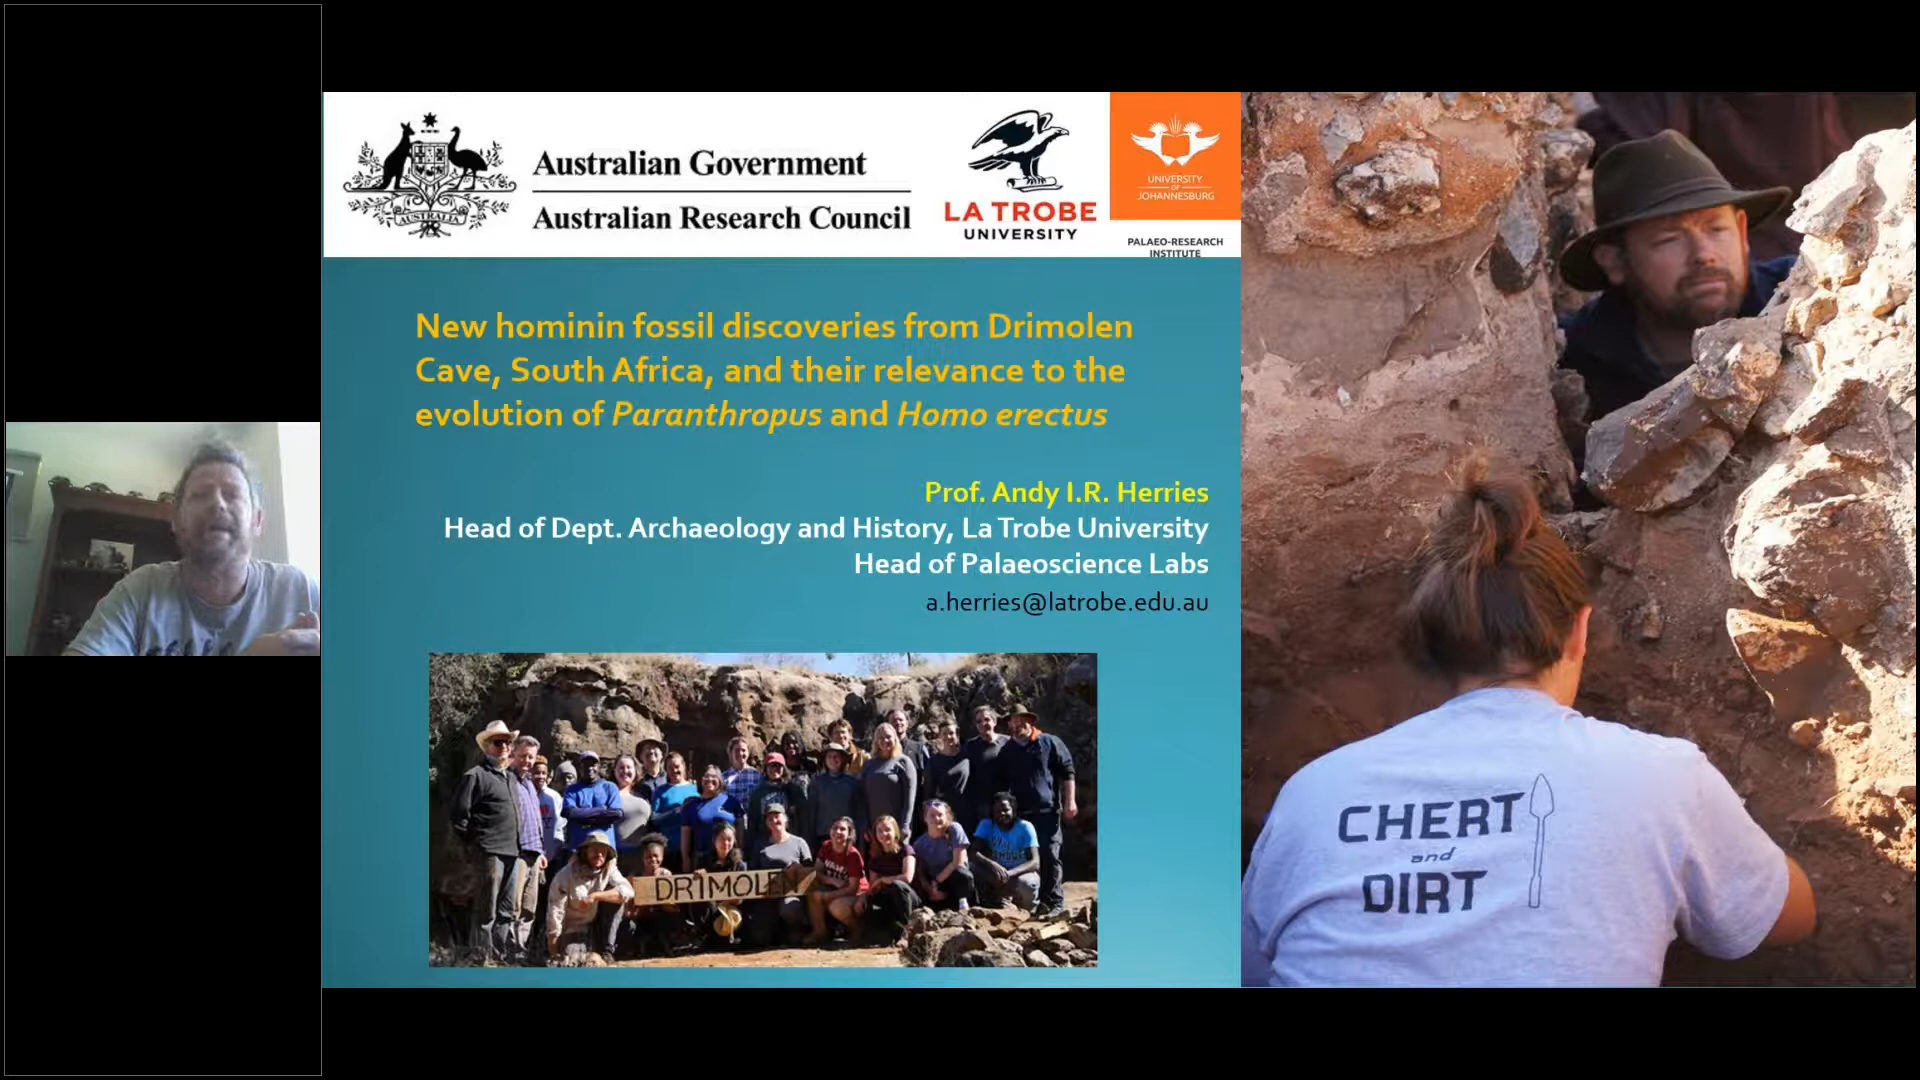 AUSTRALIA
Australian Government
Australian Research Council
LA TROBE
UNIVERSITY
UNIVERSITY
OF
JOHANNESBURG
PALAEO-RESEARCH
INSTITUTE
New hominin fossil discoveries from Drimolen
Cave, South Africa, and their relevance to the
evolution of Paranthropus and Homo erectus
Prof. Andy I.R. Herries
Head of Dept. Archaeology and History, La Trobe University
Head of Palaeoscience Labs
a.herries@latrobe.edu.au
DRIMOLEN
CHERT
and
DIRT